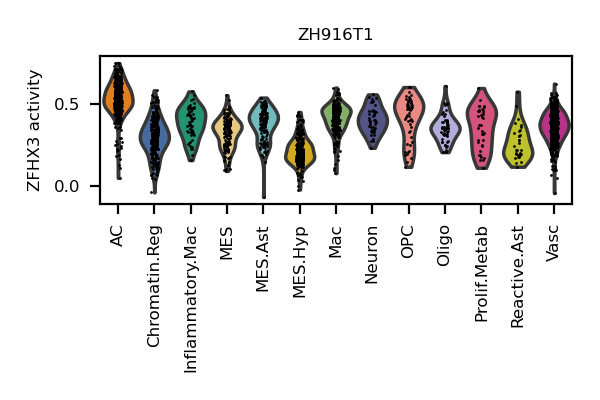 ZH916T1
ZFHX3 activity
0.5
0.0
AC
Chromatin.Reg
Inflammatory.Mac
MES
MES.Ast
MES.Hyp
Mac
Neuron
OPC
Oligo
Prolif.Metab
Reactive.Ast
Vasc